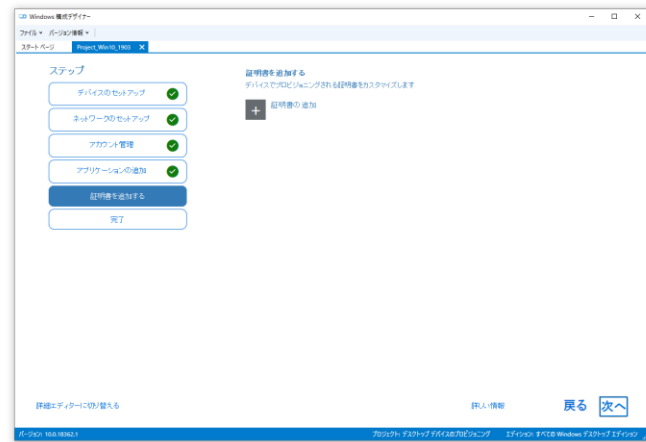 Windows 構成デザイナー
ファイル バージョン情報
スタート ページ Project_Win10_1903 X
ステップ
デバイスのセットアップ
ネットワークのセットアップ
アカウント管理
アプリケーションの追加
証明書を追加する
完了
証明書を追加する
デバイスでプロビジョニングされる証明書をカスタマイズします
証明書の追加
詳細エディターに切り替える
詳しい情報
戻る 次へ
バージョン: 10.0.18362.1 プロジェクト: デスクトップ デバイスのプロビジョニング エディション: すべての Windows デスクトップ エディション